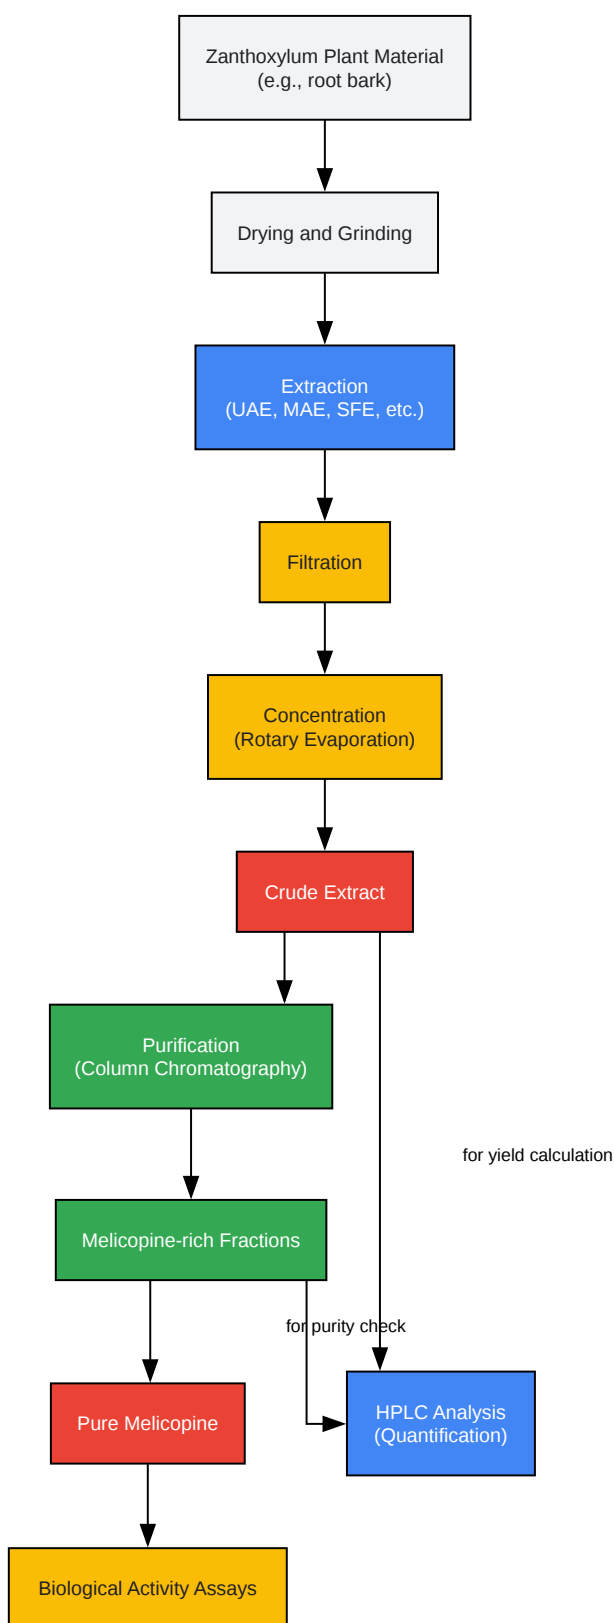 Zanthoxylum Plant Material
(e.g., root bark)
Drying and Grinding
Extraction
(UAE, MAE, SFE, etc.)
Filtration
Concentration
(Rotary Evaporation)
Crude Extract
Purification
(Column Chromatography)
for yield calculation
Melicopine-rich Fractions
for purity check
Pure Melicopine
HPLC Analysis
(Quantification)
Biological Activity Assays